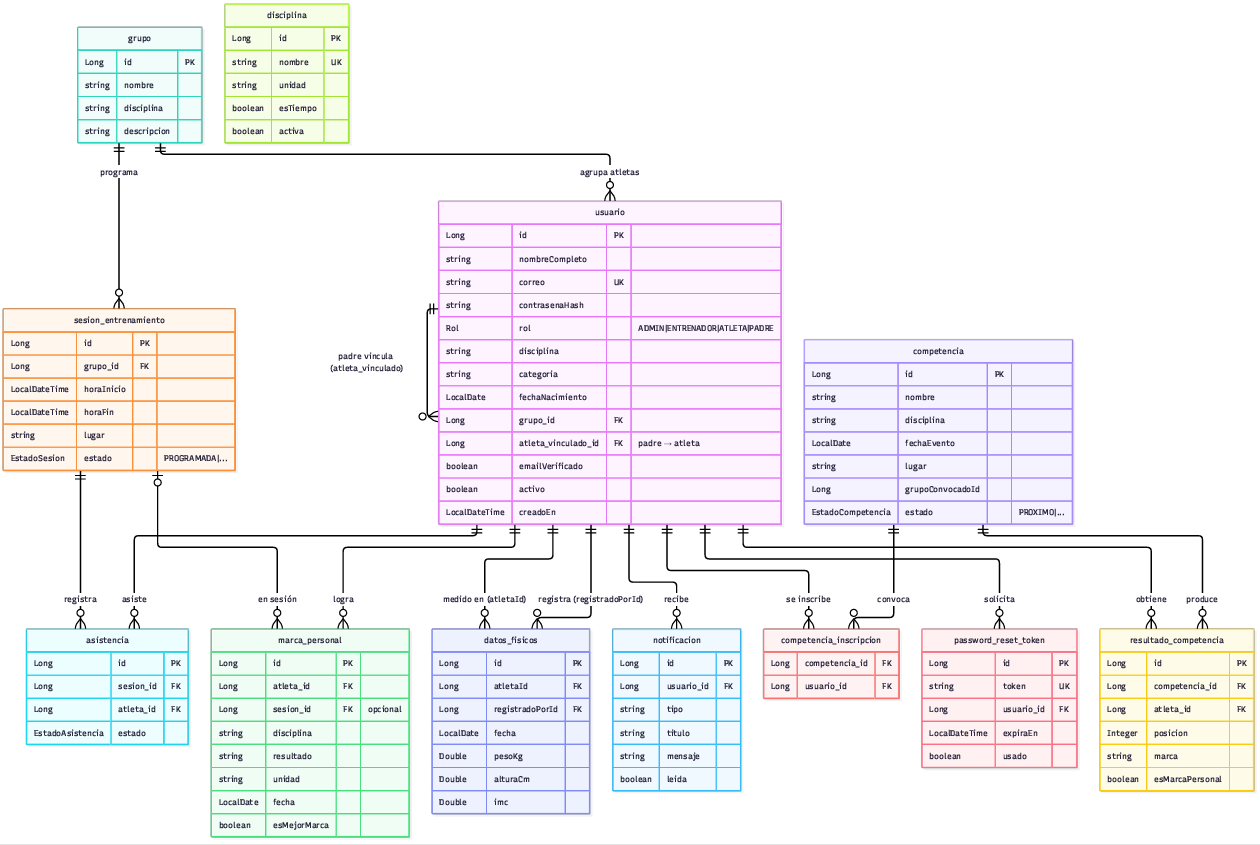 disciplina
Long id PK
string nombre UK
string unidad
boolean esTiempo
boolean activa
grupo
Long id PK
string nombre
string disciplina
string descripcion
programa
agrupa atletas
usuario
Long id PK
string nombreCompleto
string correo UK
string contrasenaHash
Rol rol ADMIN|ENTRENADOR|ATLETA|PADRE
string disciplina
string categoria
LocalDate fechaNacimiento
Long grupo_id FK
Long atleta_vinculado_id FK padre → atleta
boolean emailVerificado
boolean activo
LocalDateTime creadoEn
padre vincula
(atleta_vinculado)
sesion_entrenamiento
Long id PK
Long grupo_id FK
LocalDateTime horaInicio
LocalDateTime horaFin
string lugar
EstadoSesion estado PROGRAMADA|...
competencia
Long id PK
string nombre
string disciplina
LocalDate fechaEvento
string lugar
Long grupoConvocadoId
EstadoCompetencia estado PROXIMO|...
registra
asiste
en sesión
logra
medido en (atletaId)
registra (registradoPorId)
recibe
se inscribe
convoca
solicita
obtiene
produce
asistencia
Long id PK
Long sesion_id FK
Long atleta_id FK
EstadoAsistencia estado
marca_personal
Long id PK
Long atleta_id FK
Long sesion_id FK opcional
string disciplina
string resultado
string unidad
LocalDate fecha
boolean esMejorMarca
datos_fisicos
Long id PK
Long atletaId FK
Long registradoPorId FK
LocalDate fecha
Double pesoKg
Double alturaCm
Double imc
notificacion
Long id PK
Long usuario_id FK
string tipo
string titulo
string mensaje
boolean leida
competencia_inscripcion
Long competencia_id FK
Long usuario_id FK
password_reset_token
Long id PK
string token UK
Long usuario_id FK
LocalDateTime expiraEn
boolean usado
resultado_competencia
Long id PK
Long competencia_id FK
Long atleta_id FK
Integer posicion
string marca
boolean esMarcaPersonal